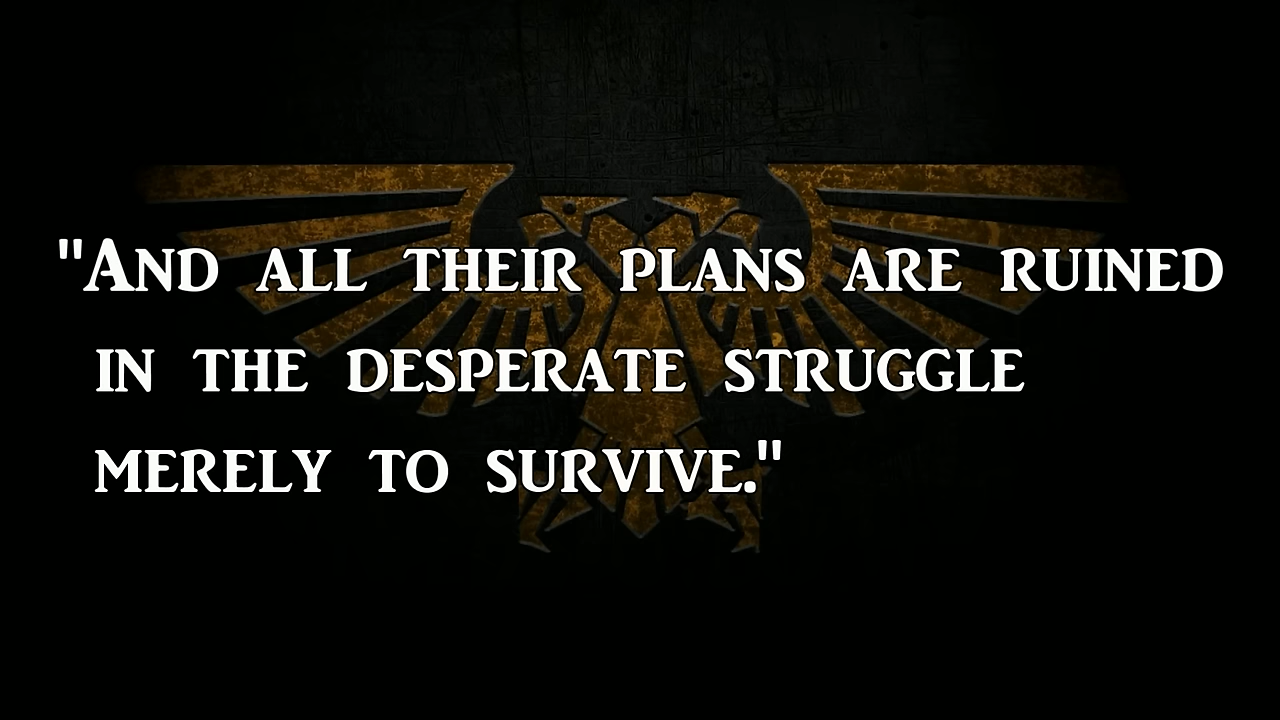 "And all their plans are ruined
in the desperate struggle
merely to survive."